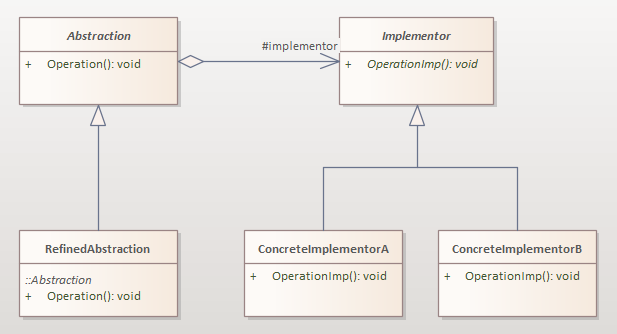 Abstraction
+ Operation(): void
#implementor
Implementor
+ OperationImp(): void
RefinedAbstraction
::Abstraction
+ Operation(): void
ConcreteImplementorA
+ OperationImp(): void
ConcreteImplementorB
+ OperationImp(): void